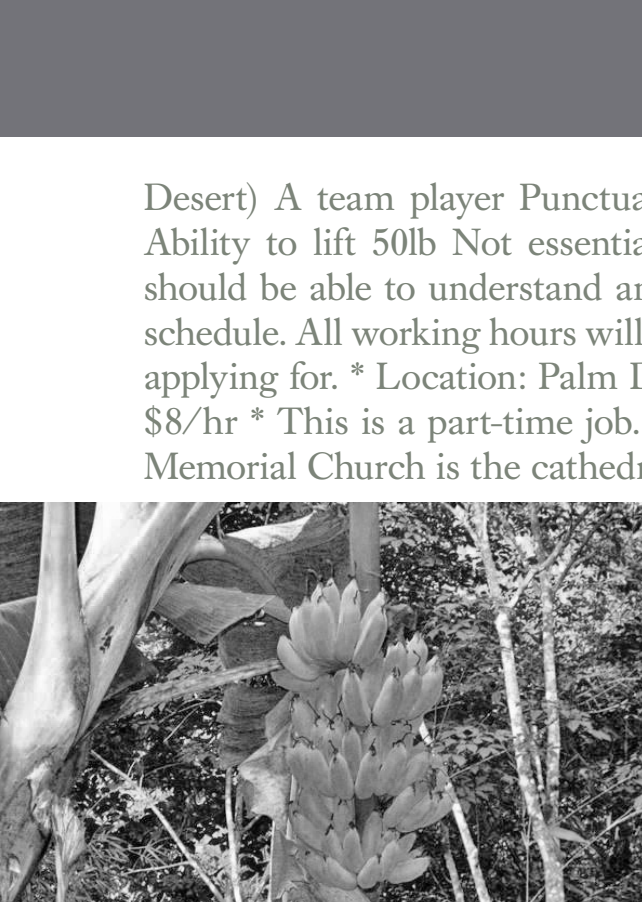 Desert) A team player Punctua
Ability to lift 50lb Not essentia
should be able to understand an
schedule. All working hours will
applying for. * Location: Palm D
$8/hr * This is a part-time job.
Memorial Church is the cathedr